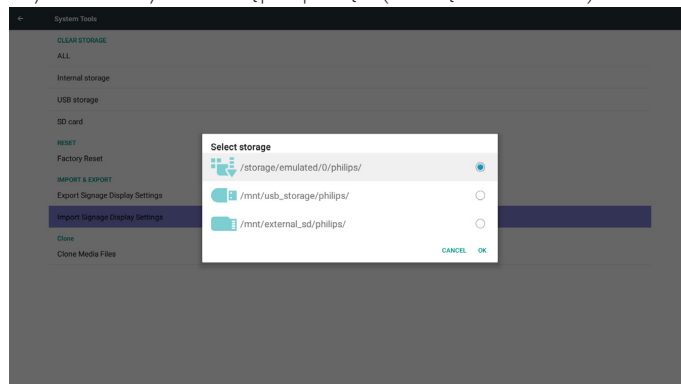 ← System Tools
CLEAR STORAGE
ALL
Internal storage
USB storage
SD card
RESET
Factory Reset
IMPORT & EXPORT
Export Signage Display Settings
Import Signage Display Settings
Clone
Clone Media Files
Select storage
/storage/emulated/0/philips/
/mnt/usb_storage/philips/
/mnt/external_sd/philips/
CANCEL OK